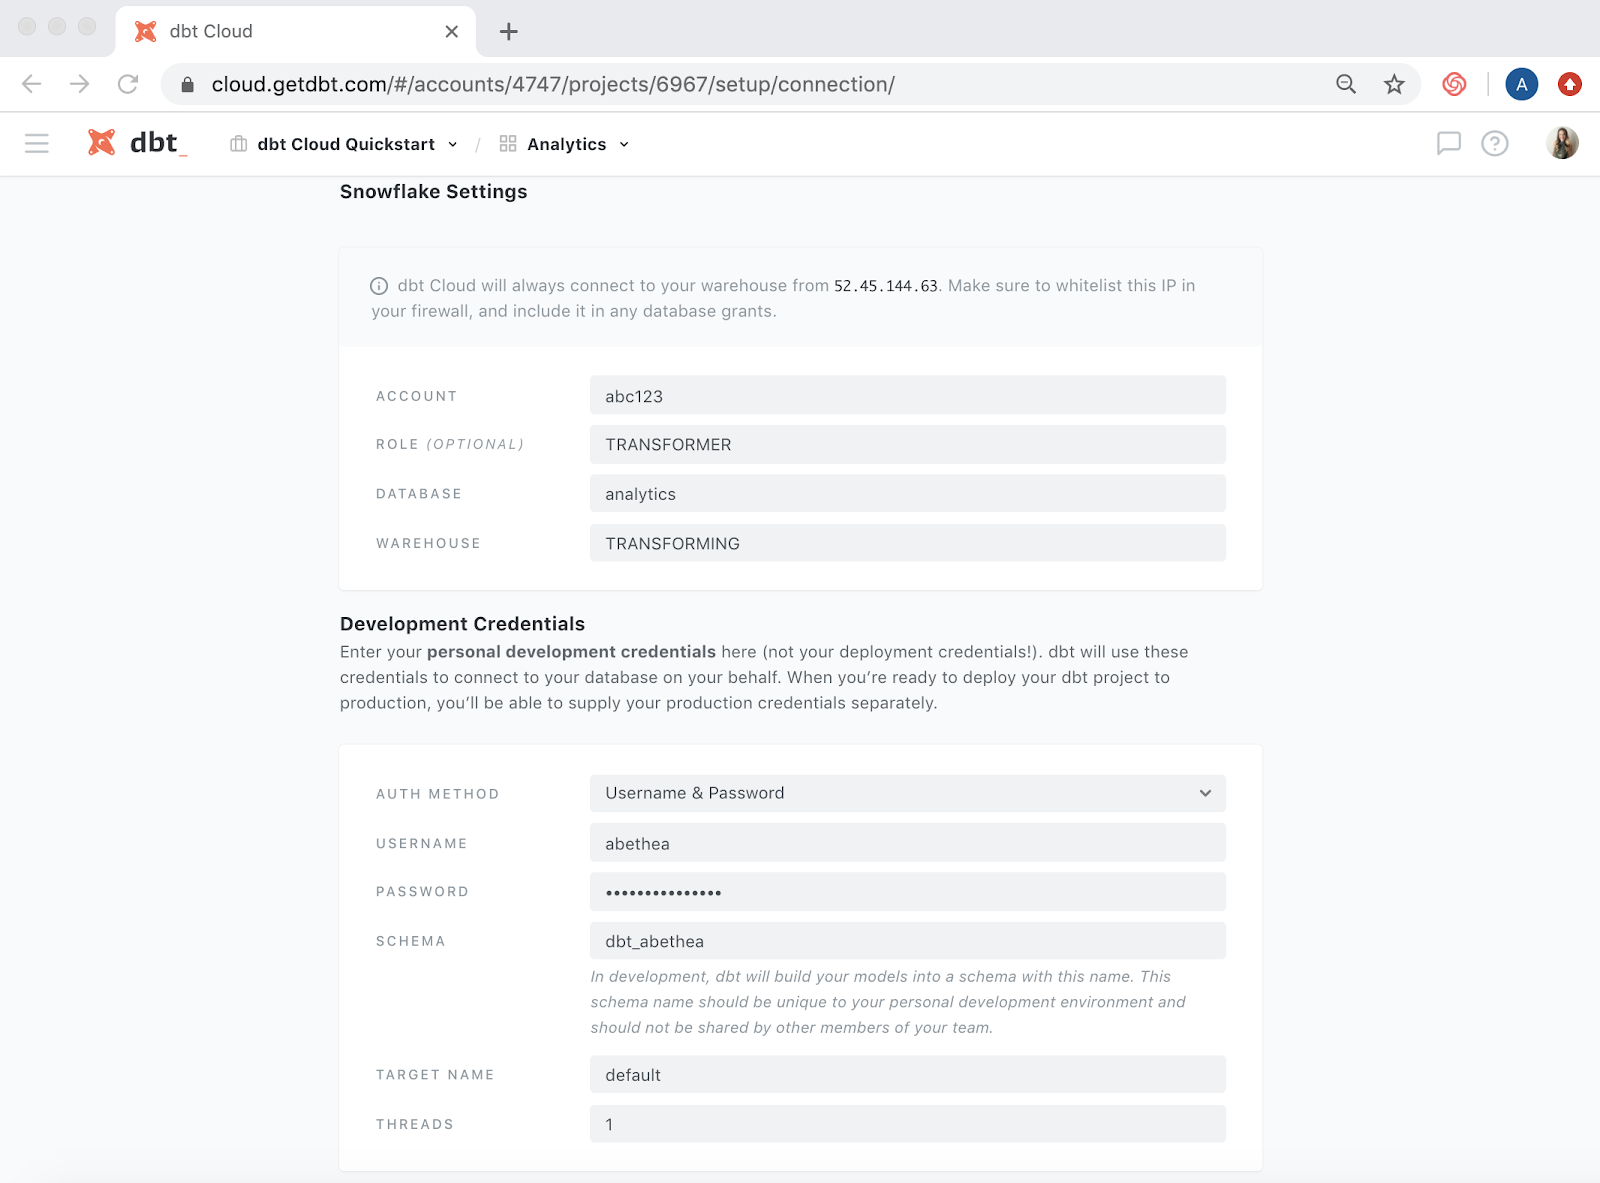 dbt Cloud
cloud.getdbt.com/#/accounts/4747/projects/6967/setup/connection/
A
dbt_
dbt Cloud Quickstart / Analytics
Snowflake Settings
dbt Cloud will always connect to your warehouse from 52.45.144.63. Make sure to whitelist this IP in
your firewall, and include it in any database grants.
ACCOUNT abc123
ROLE (OPTIONAL) TRANSFORMER
DATABASE analytics
WAREHOUSE TRANSFORMING
Development Credentials
Enter your personal development credentials here (not your deployment credentials!). dbt will use these
credentials to connect to your database on your behalf. When you’re ready to deploy your dbt project to
production, you’ll be able to supply your production credentials separately.
AUTH METHOD Username & Password
USERNAME abethea
PASSWORD •••••••••••••••
SCHEMA dbt_abethea
In development, dbt will build your models into a schema with this name. This
schema name should be unique to your personal development environment and
should not be shared by other members of your team.
TARGET NAME default
THREADS 1